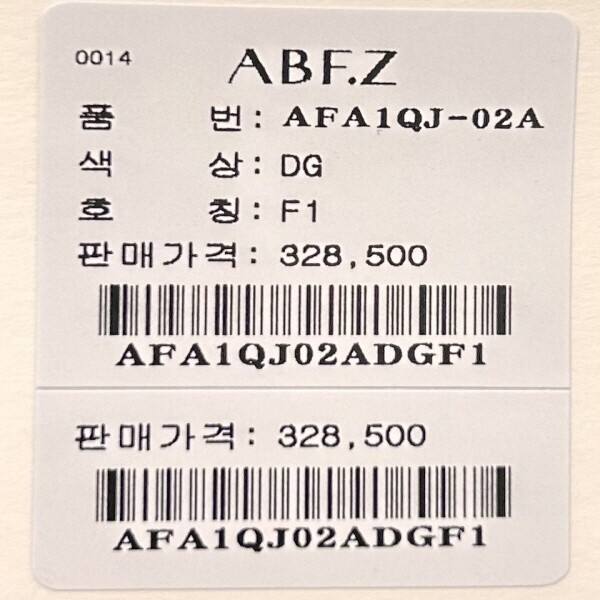 0014 ABF.Z
품 번: AFA1QJ-02A
색 상: DG
호 칭: F1
판매가격: 328,500
AFA1QJ02ADGF1
판매가격: 328,500
AFA1QJ02ADGF1